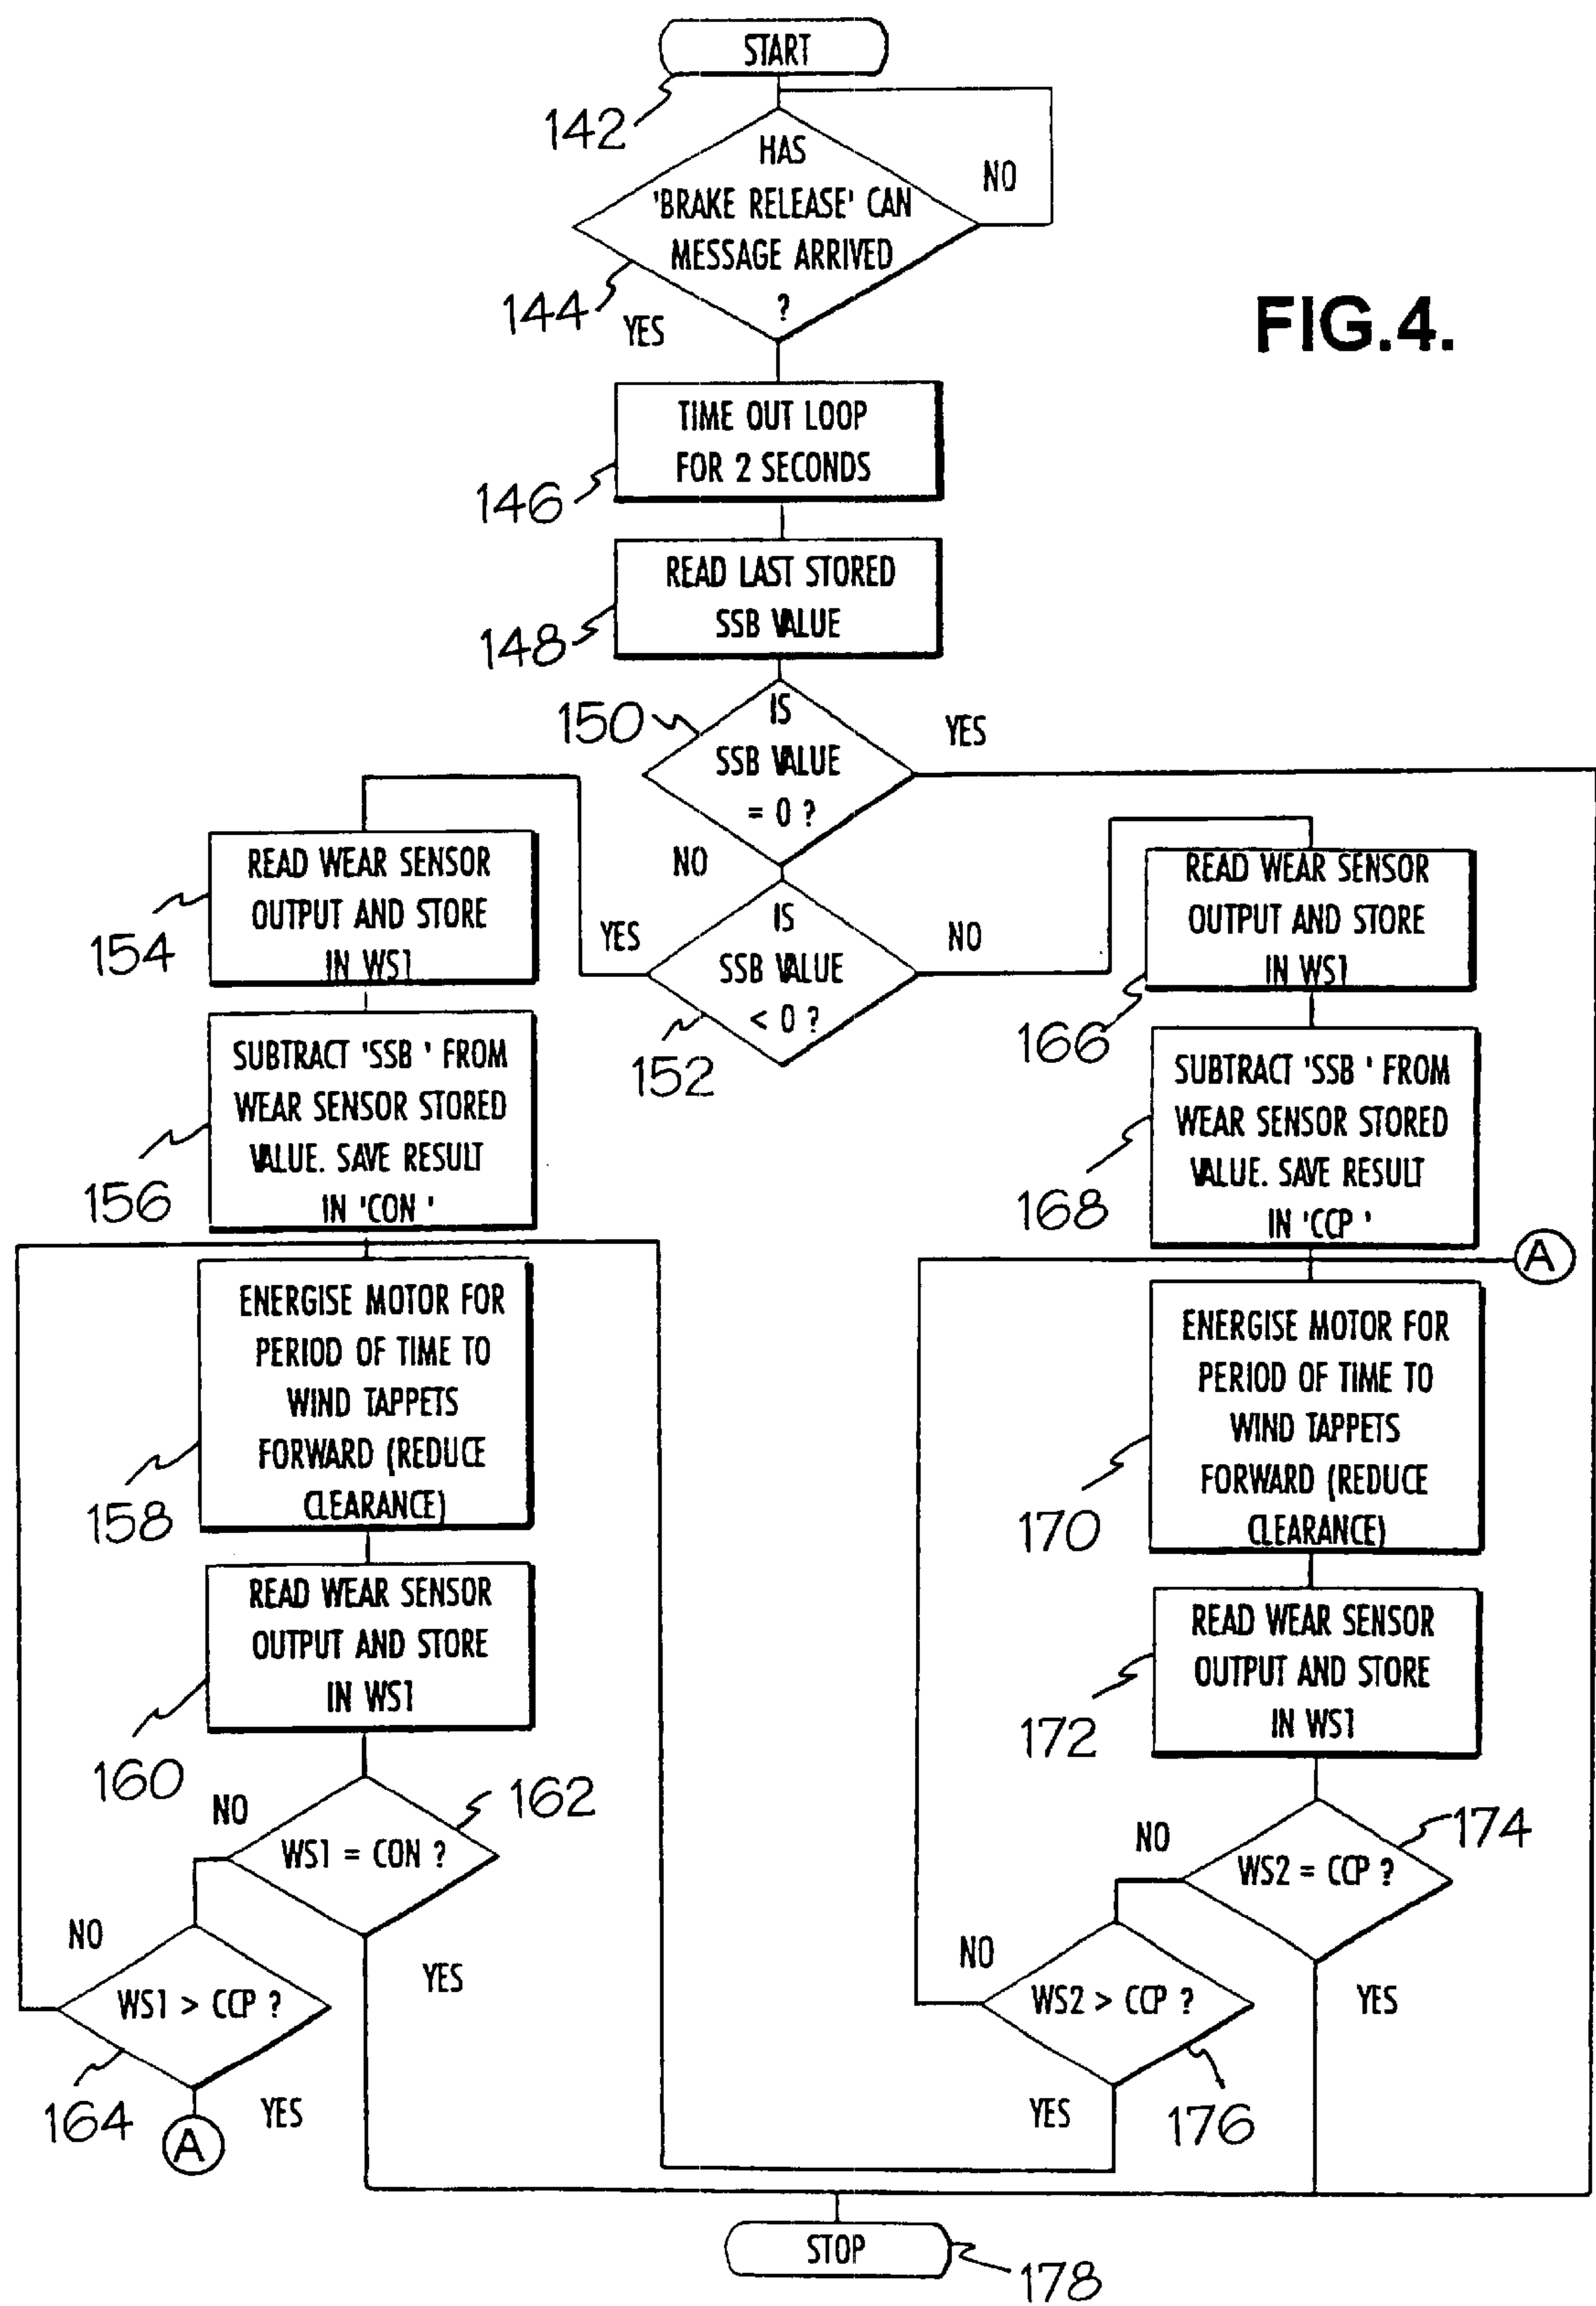 START
142
HAS
'BRAKE RELEASE' CAN
MESSAGE ARRIVED
?
NO
144
YES
FIG.4.
TIME OUT LOOP
FOR 2 SECONDS
146
READ LAST STORED
SSB VALUE
148
150
IS
SSB VALUE
= 0 ?
YES
NO
IS
SSB VALUE
< 0 ?
YES
NO
152
READ WEAR SENSOR
OUTPUT AND STORE
IN WS1
154
SUBTRACT 'SSB ' FROM
WEAR SENSOR STORED
VALUE. SAVE RESULT
IN 'CON '
156
ENERGISE MOTOR FOR
PERIOD OF TIME TO
WIND TAPPETS
FORWARD (REDUCE
CLEARANCE)
158
READ WEAR SENSOR
OUTPUT AND STORE
IN WS1
160
162
NO
WS1 = CON ?
YES
NO
WS1 > CCP ?
164
YES
A
READ WEAR SENSOR
OUTPUT AND STORE
IN WS1
166
SUBTRACT 'SSB ' FROM
WEAR SENSOR STORED
VALUE. SAVE RESULT
IN 'CCP '
168
A
ENERGISE MOTOR FOR
PERIOD OF TIME TO
WIND TAPPETS
FORWARD (REDUCE
CLEARANCE)
170
READ WEAR SENSOR
OUTPUT AND STORE
IN WS1
172
174
NO
WS2 = CCP ?
YES
NO
WS2 > CCP ?
YES
176
STOP
178